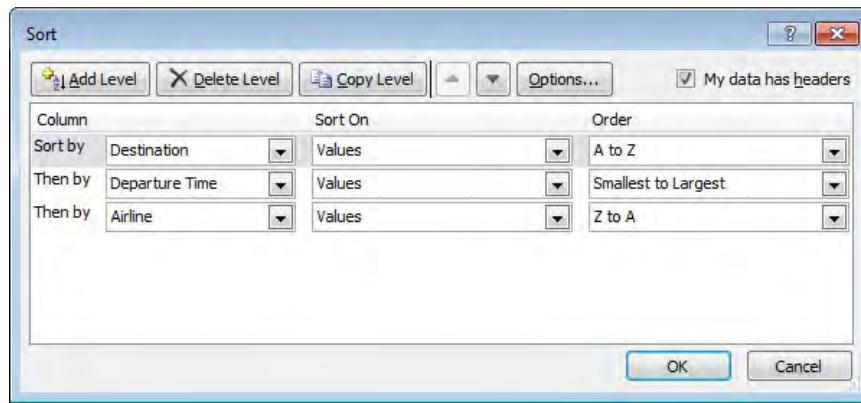 Sort
Add Level Delete Level Copy Level Options... My data has headers
Column Sort On Order
Sort by Destination Values A to Z
Then by Departure Time Values Smallest to Largest
Then by Airline Values Z to A
OK Cancel